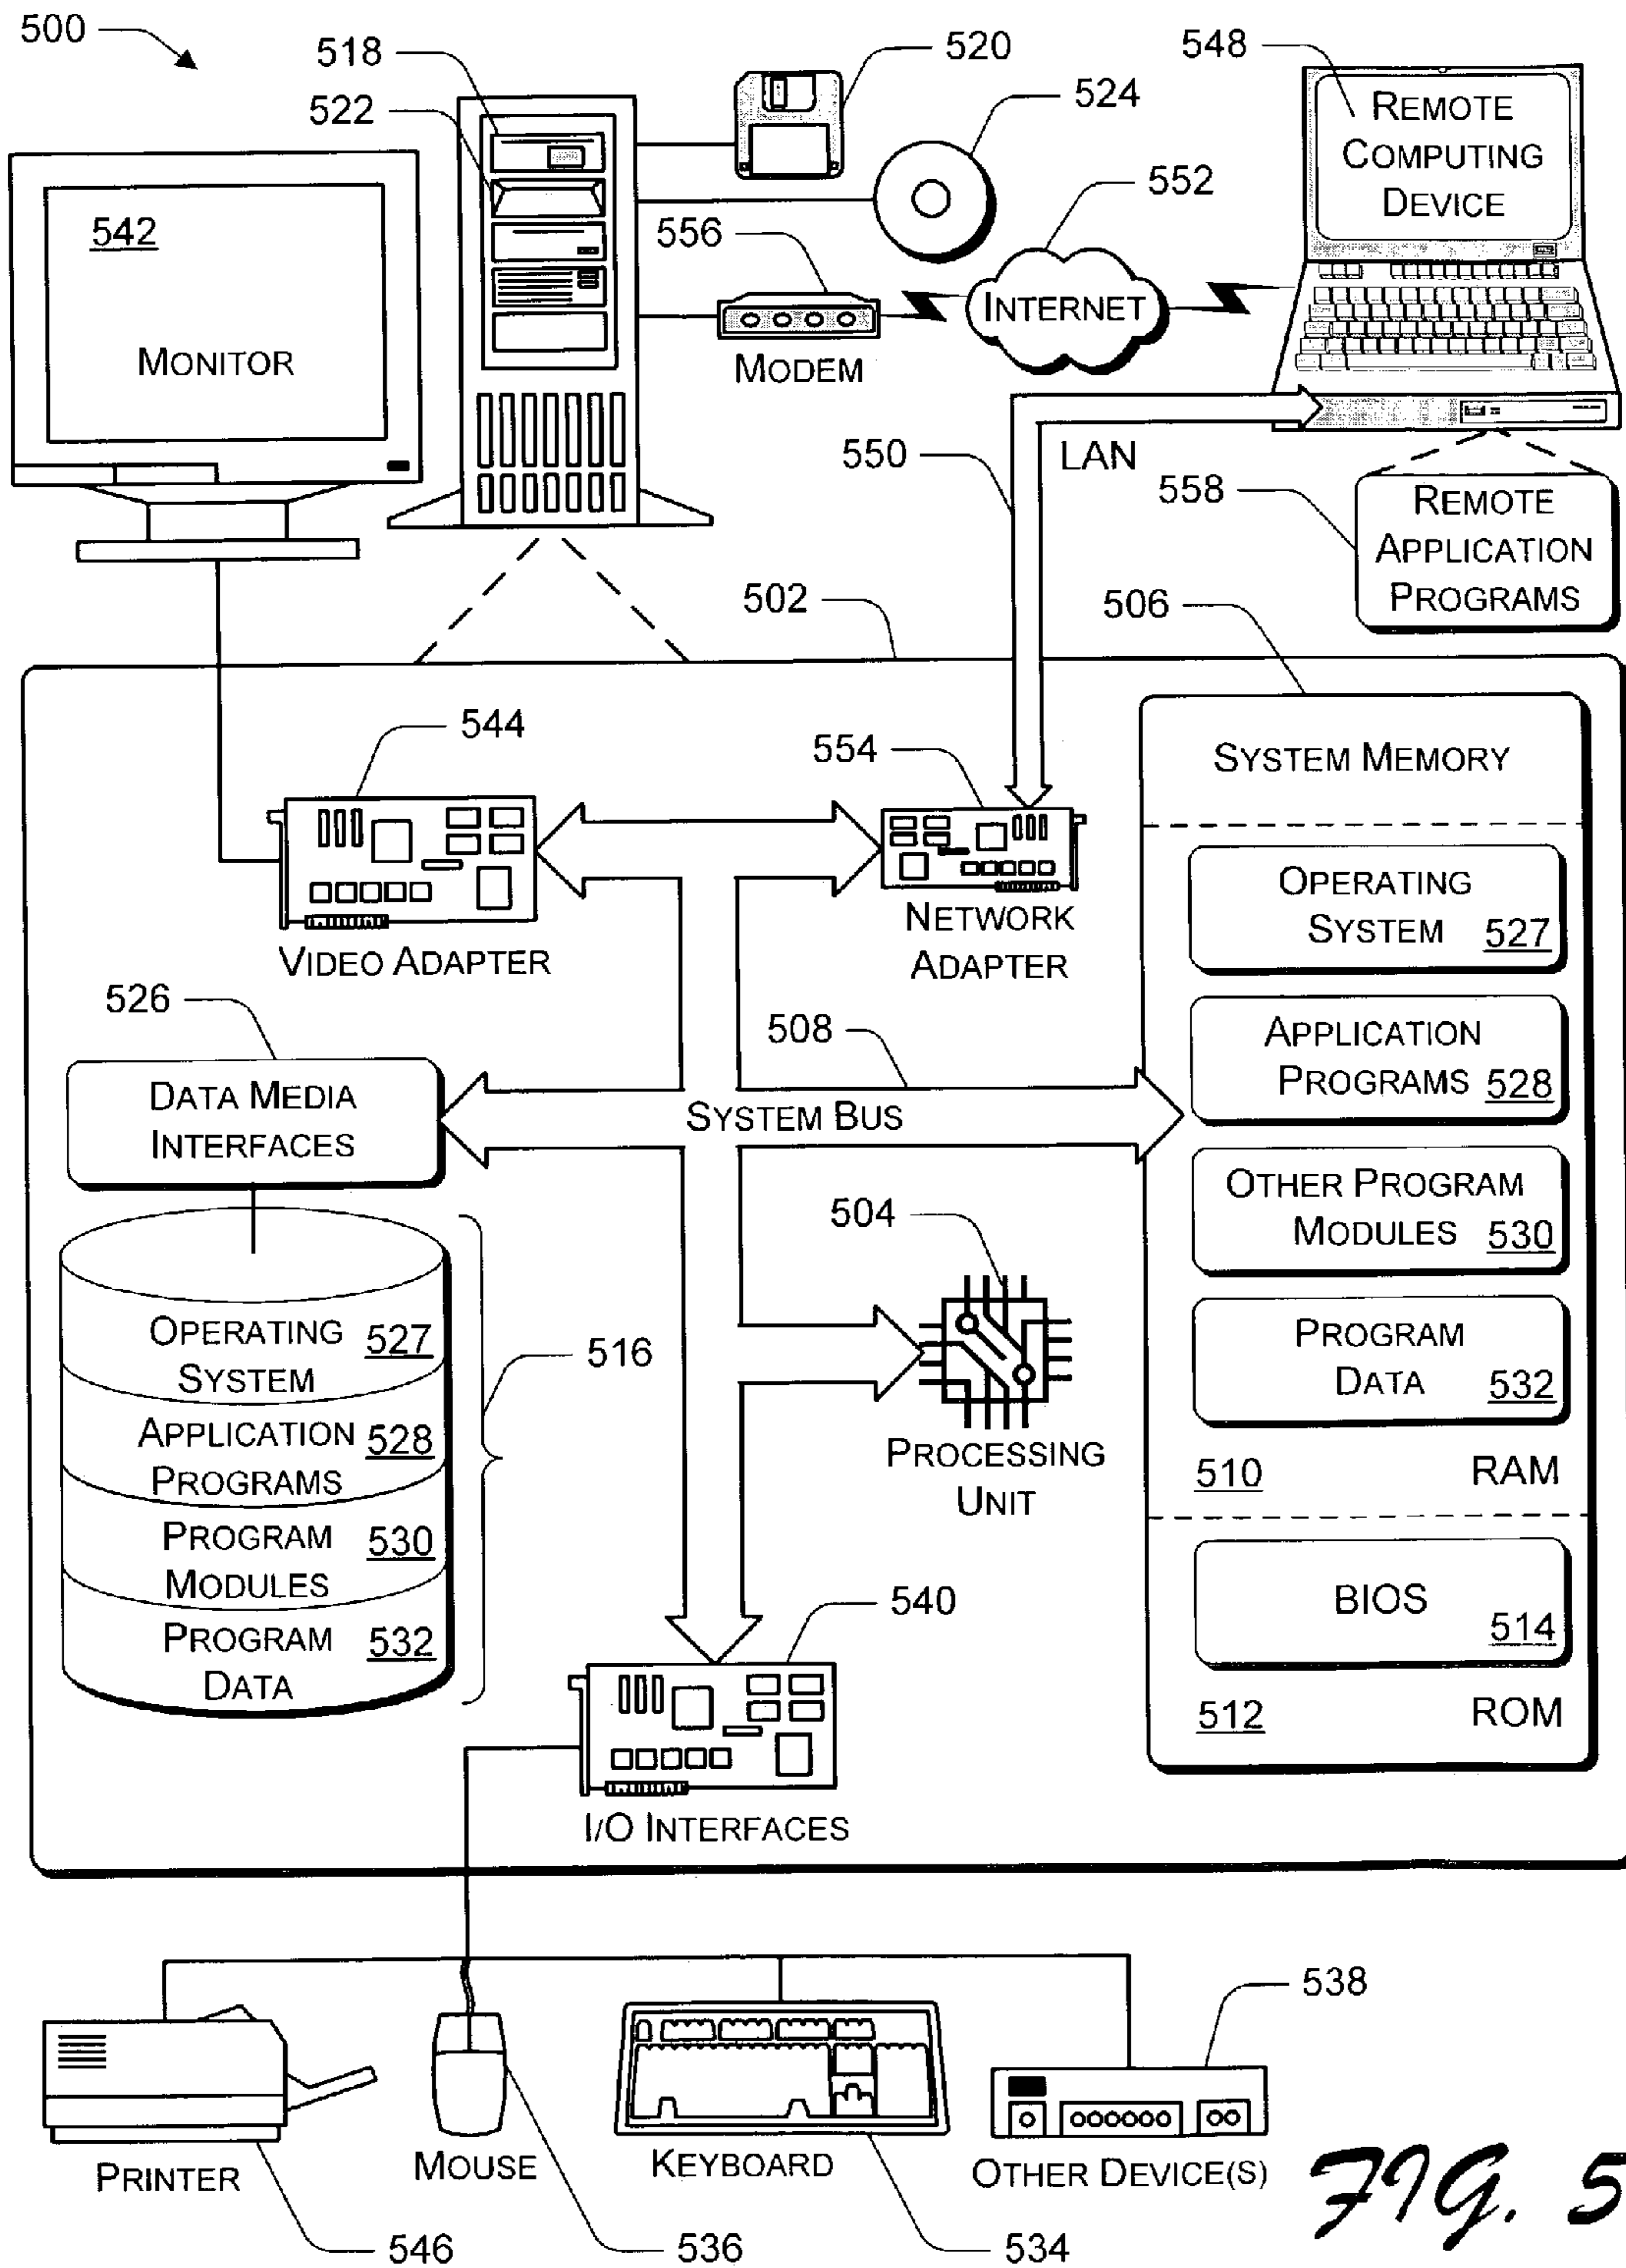 500
518
522
520
524
548
REMOTE
COMPUTING
DEVICE
552
556
542
MONITOR
INTERNET
MODEM
550
LAN
558
REMOTE
APPLICATION
PROGRAMS
502
506
544
554
SYSTEM MEMORY
VIDEO ADAPTER
NETWORK
ADAPTER
OPERATING
SYSTEM 527
526
508
APPLICATION
PROGRAMS 528
DATA MEDIA
INTERFACES
SYSTEM BUS
OTHER PROGRAM
MODULES 530
504
PROGRAM
DATA 532
OPERATING 527
SYSTEM
516
APPLICATION 528
PROGRAMS
PROGRAM 530
MODULES
PROGRAM 532
DATA
PROCESSING
UNIT
510 RAM
BIOS
514
512 ROM
540
I/O INTERFACES
538
PRINTER
MOUSE
KEYBOARD
OTHER DEVICE(S)
546
536
534
FIG. 5